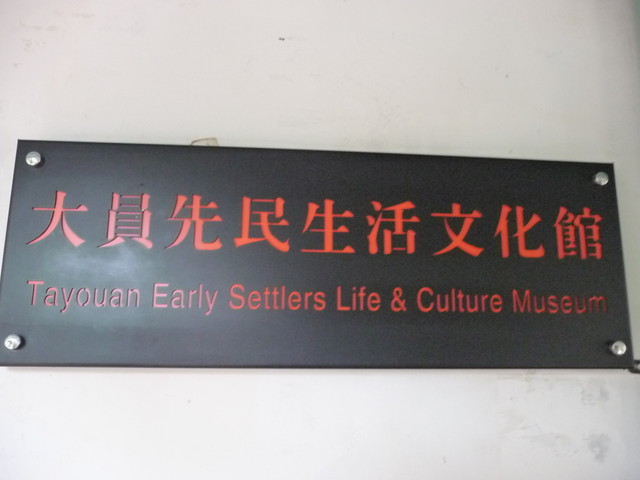 大員先民生活文化館
Tayouan Early Settlers Life & Culture Museum